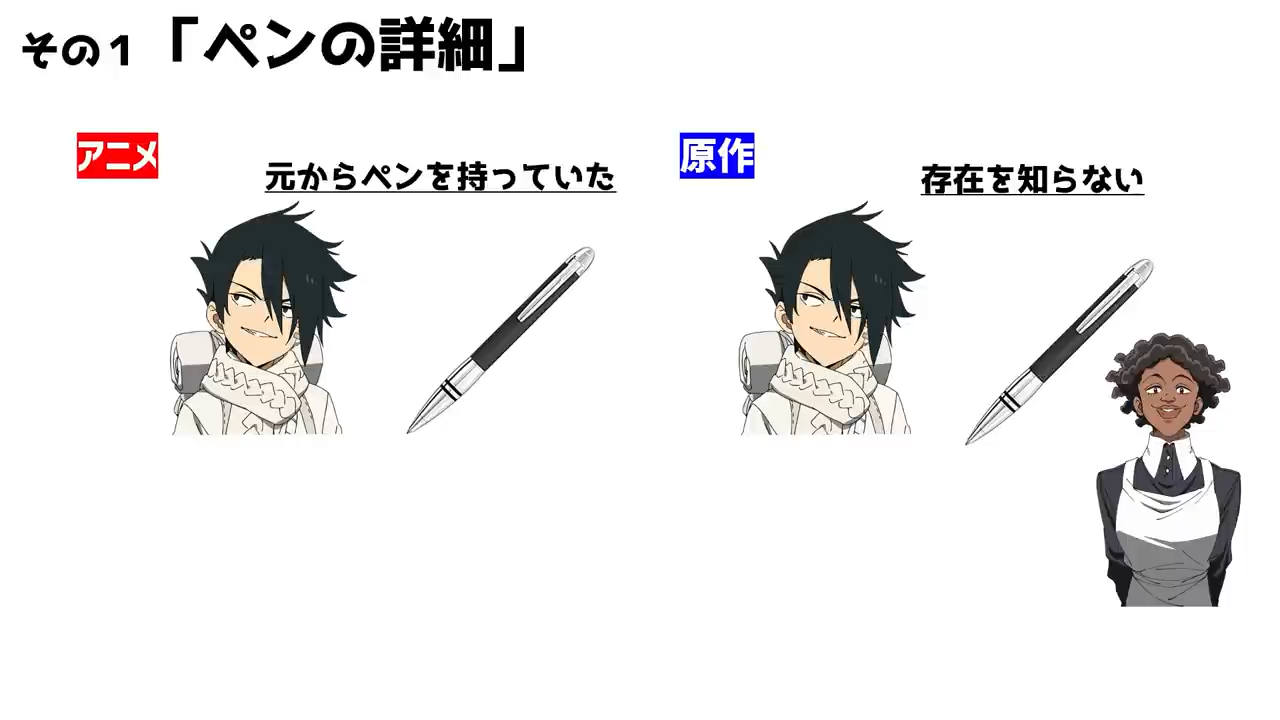 その1「ペンの詳細」
アニメ
元からペンを持っていた
原作
存在を知らない